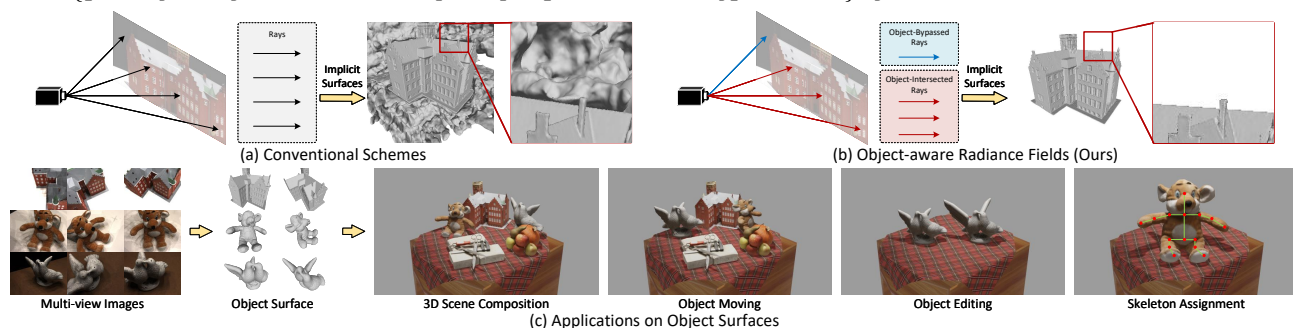 Rays
Implicit
Surfaces
(a) Conventional Schemes
Object-Bypassed
Rays
Object-Intersected
Rays
Implicit
Surfaces
(b) Object-aware Radiance Fields (Ours)
Multi-view Images
Object Surface
3D Scene Composition
Object Moving
Object Editing
Skeleton Assignment
(c) Applications on Object Surfaces